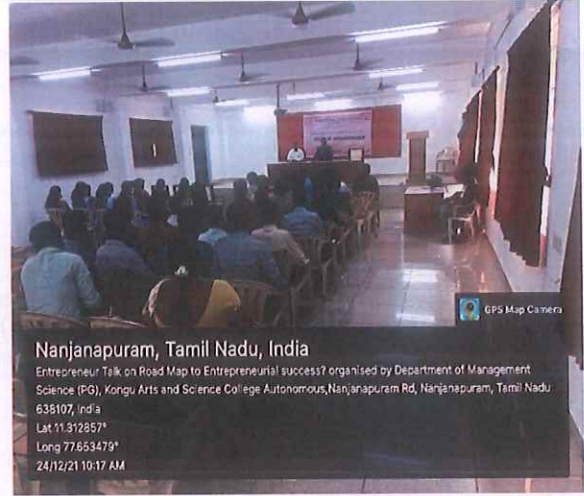 GPS Map Camera
Nanjanapuram, Tamil Nadu, India
Entrepreneur Talk on Road Map to Entrepreneurial success? organised by Department of Management
Science (PG), Kongu Arts and Science College Autonomous,Nanjanapuram Rd, Nanjanapuram, Tamil Nadu
638107, India
Lat 11.312857°
Long 77.653479°
24/12/21 10:17 AM